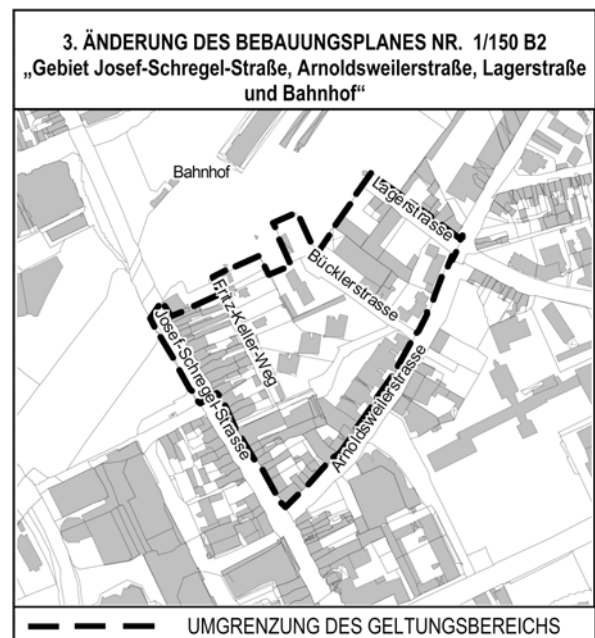 3. ÄNDERUNG DES BEBAUUNGSPLANES NR. 1/150 B2
„Gebiet Josef-Schregel-Straße, Arnoldsweilerstraße, Lagerstraße
und Bahnhof“
Bahnhof
Lagerstrasse
Bücklerstrasse
Fritz-Keller-Weg
Josef-Schregel-Strasse
Arnoldsweilerstrasse
UMGRENZUNG DES GELTUNGSBEREICHS